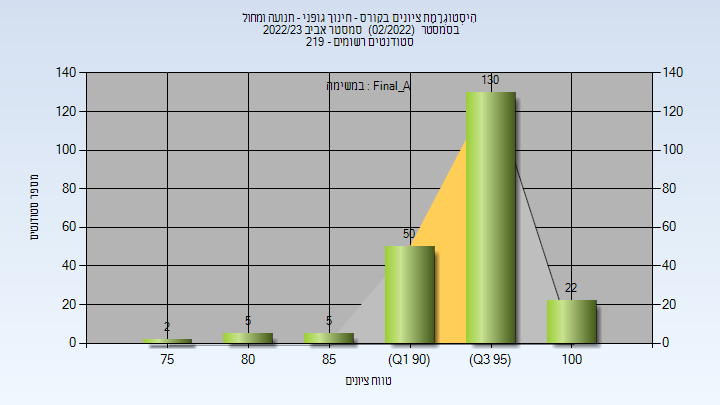 היסטוגרמת ציונים בקורס - חינוך גופני - תנועה ומחול
בסמסטר (02/2022) סמסטר אביב 2022/23
סטודנטים רשומים - 219
במשימה : Final_A
140 140
120 120
100 100
80 80
60 60
40 40
20 20
0 0
130
50
22
5
5
2
מספר סטודנטים
75 80 85 (Q1 90) (Q3 95) 100
טווח ציונים